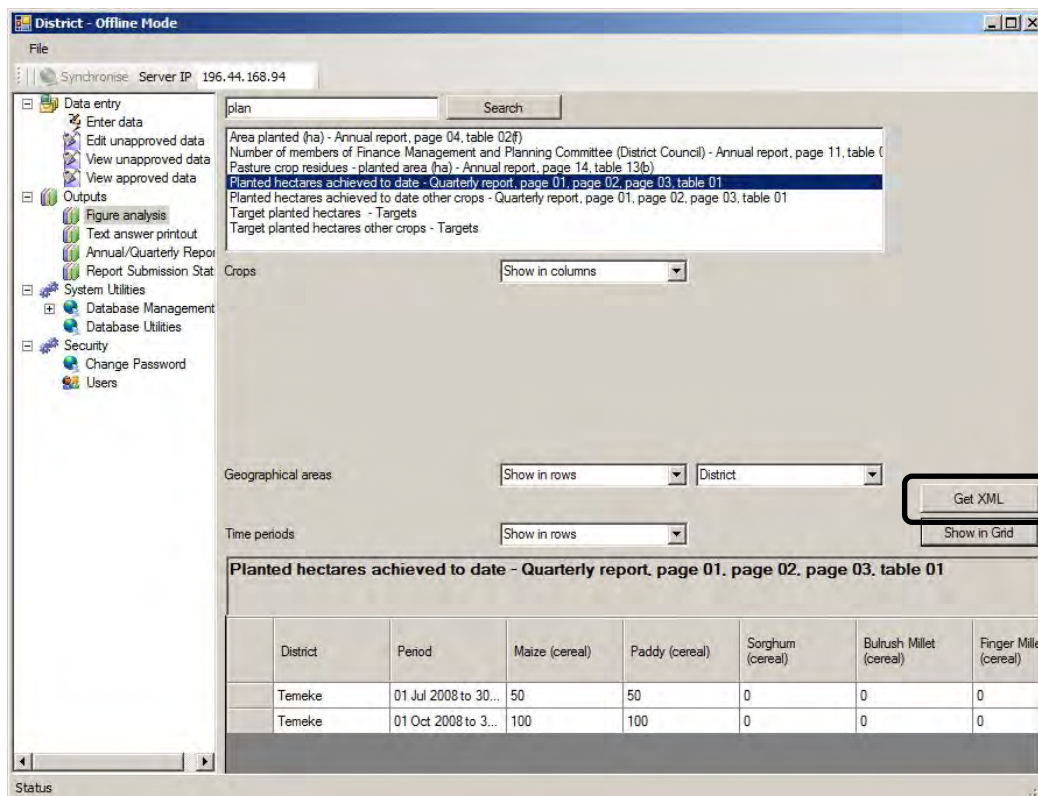 District - Offline Mode
File
Synchronise Server IP 196.44.168.94
Data entry
Enter data
Edit unapproved data
View unapproved data
View approved data
Outputs
Figure analysis
Text answer printout
Annual/Quarterly Repor
Report Submission Stat
System Utilities
Database Management
Database Utilities
Security
Change Password
Users
plan
Search
Area planted (ha) - Annual report, page 04, table 02(f)
Number of members of Finance Management and Planning Committee (District Council) - Annual report, page 11, table (
Pasture crop residues - planted area (ha) - Annual report, page 14, table 13(b)
Planted hectares achieved to date - Quarterly report, page 01, page 02, page 03, table 01
Planted hectares achieved to date other crops - Quarterly report, page 01, page 02, page 03, table 01
Target planted hectares - Targets
Target planted hectares other crops - Targets
Crops Show in columns
Geographical areas Show in rows District
Get XML
Time periods Show in rows Show in Grid
Planted hectares achieved to date - Quarterly report, page 01, page 02, page 03, table 01
District Period Maize (cereal) Paddy (cereal) Sorghum (cereal) Bulrush Millet (cereal) Finger Mille (cereal)
Temeke 01 Jul 2008 to 30... 50 50 0 0 0
Temeke 01 Oct 2008 to 3... 100 100 0 0 0
Status